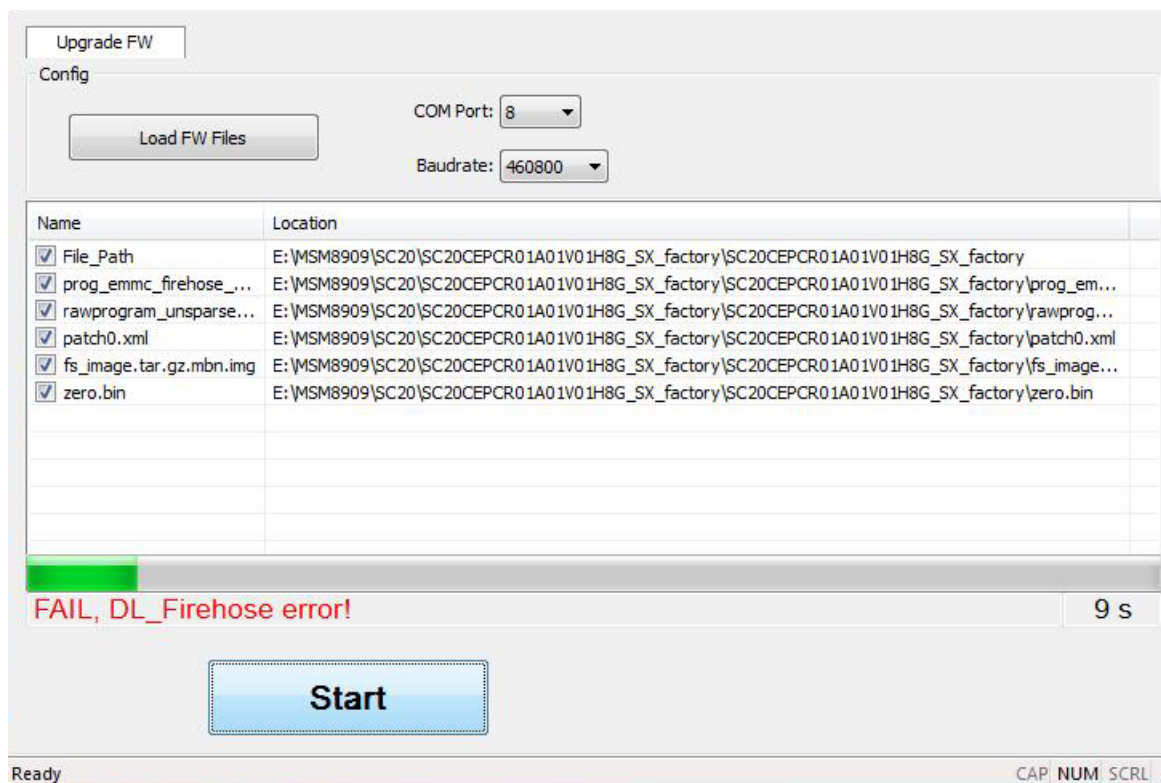 Upgrade FW
Config
Load FW Files
COM Port: 8
Baudrate: 460800
Name Location
File_Path E:\MSM8909\SC20\SC20CEPCR01A01V01H8G_SX_factory\SC20CEPCR01A01V01H8G_SX_factory
prog_emmc_firehose_... E:\MSM8909\SC20\SC20CEPCR01A01V01H8G_SX_factory\SC20CEPCR01A01V01H8G_SX_factory\prog_em...
rawprogram_unsparse... E:\MSM8909\SC20\SC20CEPCR01A01V01H8G_SX_factory\SC20CEPCR01A01V01H8G_SX_factory\rawprog...
patch0.xml E:\MSM8909\SC20\SC20CEPCR01A01V01H8G_SX_factory\SC20CEPCR01A01V01H8G_SX_factory\patch0.xml
fs_image.tar.gz.mbn.img E:\MSM8909\SC20\SC20CEPCR01A01V01H8G_SX_factory\SC20CEPCR01A01V01H8G_SX_factory\fs_image...
zero.bin E:\MSM8909\SC20\SC20CEPCR01A01V01H8G_SX_factory\SC20CEPCR01A01V01H8G_SX_factory\zero.bin
FAIL, DL_Firehose error! 9 s
Start
Ready CAP NUM SCRL